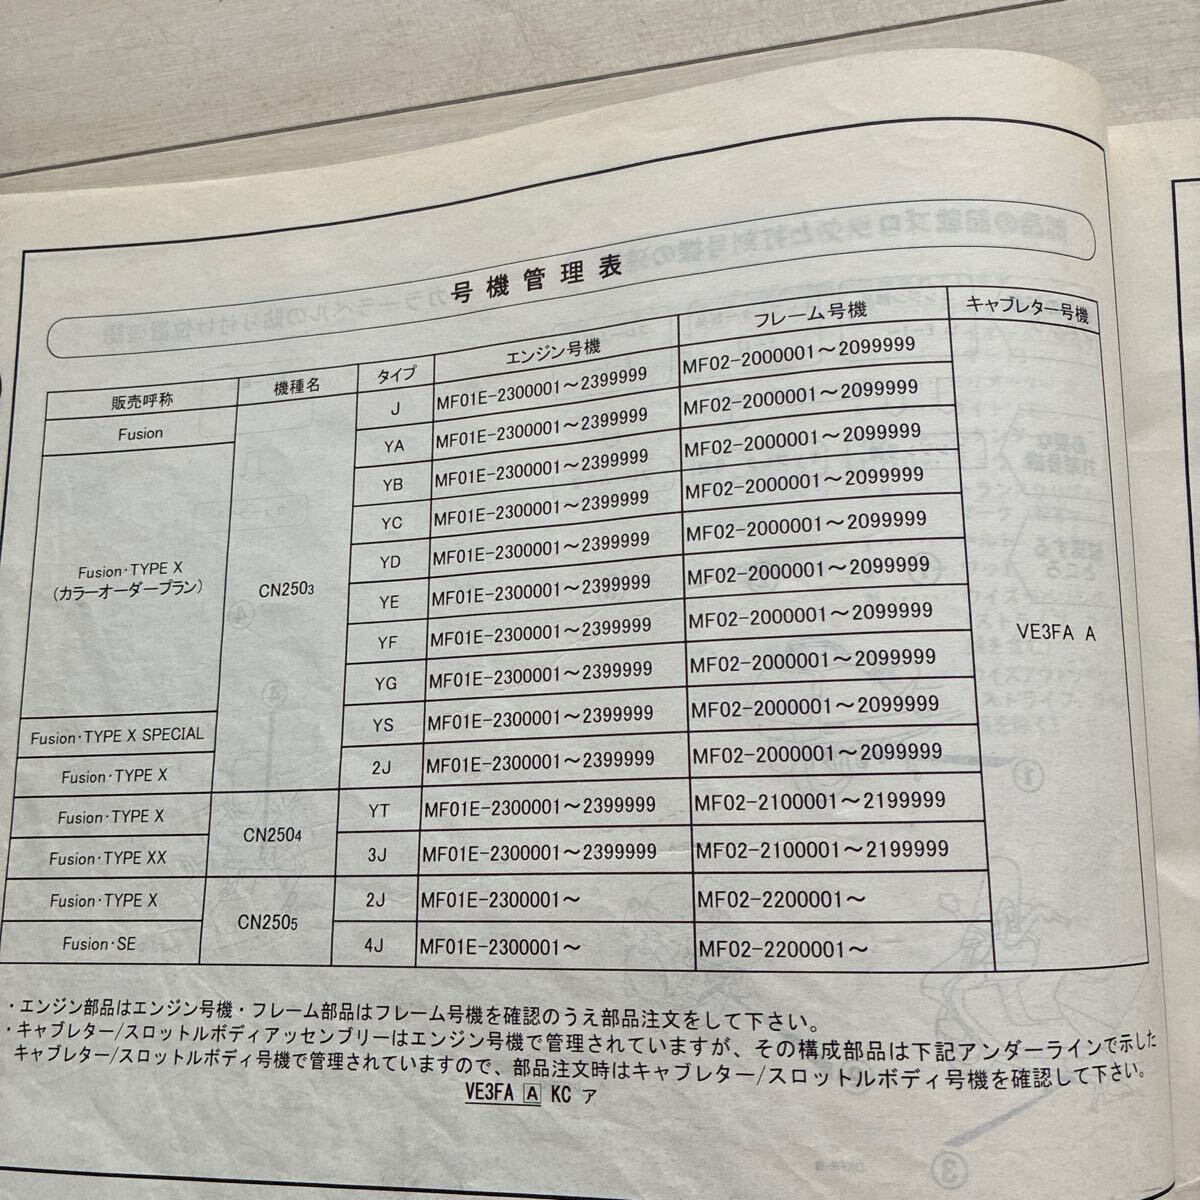 号機管理表
販売呼称 機種名 タイプ エンジン号機 フレーム号機 キャブレター号機
Fusion CN250₃ J MF01E-2300001～2399999 MF02-2000001～2099999 VE3FA A
Fusion・TYPE X (カラーオーダープラン) YA MF01E-2300001～2399999 MF02-2000001～2099999
YB MF01E-2300001～2399999 MF02-2000001～2099999
YC MF01E-2300001～2399999 MF02-2000001～2099999
YD MF01E-2300001～2399999 MF02-2000001～2099999
YE MF01E-2300001～2399999 MF02-2000001～2099999
YF MF01E-2300001～2399999 MF02-2000001～2099999
YG MF01E-2300001～2399999 MF02-2000001～2099999
Fusion・TYPE X SPECIAL YS MF01E-2300001～2399999 MF02-2000001～2099999
Fusion・TYPE X 2J MF01E-2300001～2399999 MF02-2000001～2099999
Fusion・TYPE X CN250₄ YT MF01E-2300001～2399999 MF02-2100001～2199999
Fusion・TYPE XX 3J MF01E-2300001～2399999 MF02-2100001～2199999
Fusion・TYPE X CN250₅ 2J MF01E-2300001～ MF02-2200001～
Fusion・SE 4J MF01E-2300001～ MF02-2200001～
・エンジン部品はエンジン号機・フレーム部品はフレーム号機を確認のうえ部品注文をして下さい。
・キャブレター/スロットルボディアッセンブリーはエンジン号機で管理されていますが、その構成部品は下記アンダーラインで示した
キャブレター/スロットルボディ号機で管理されていますので、部品注文時はキャブレター/スロットルボディ号機を確認して下さい。
VE3FA A KC ア